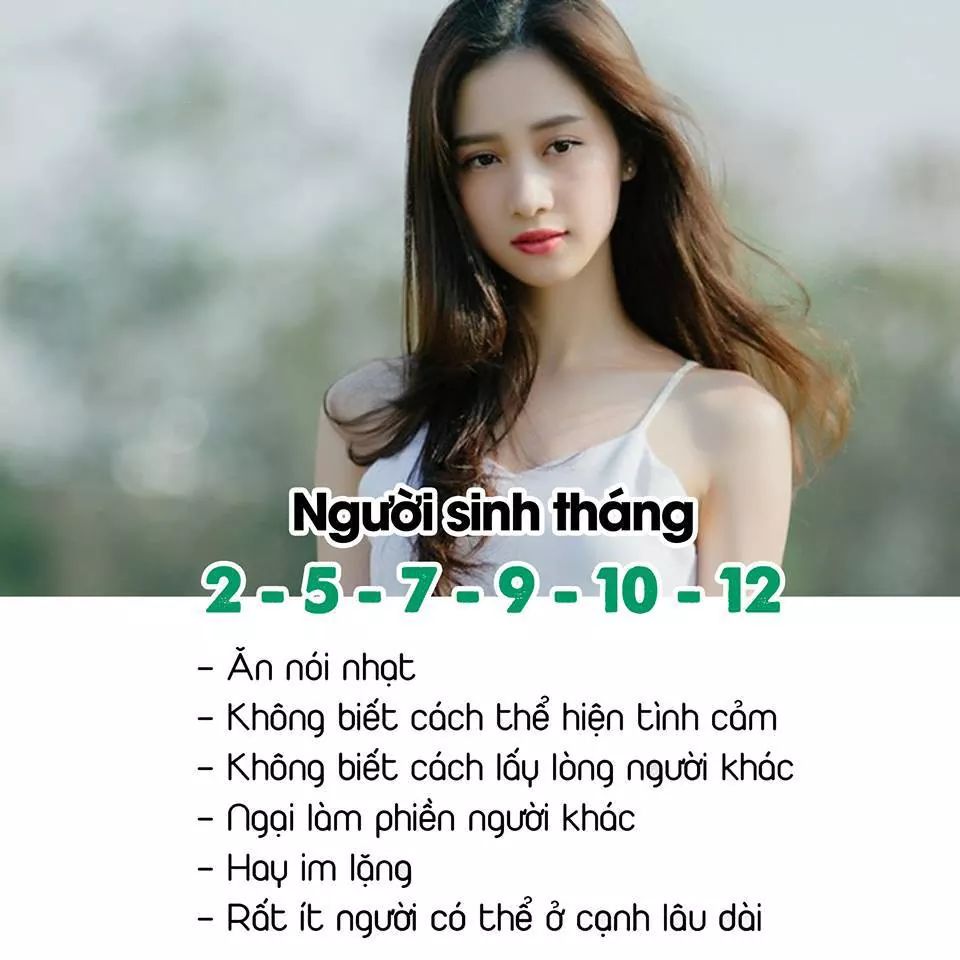 Người sinh tháng
2 - 5 - 7 - 9 - 10 - 12
- Ăn nói nhạt
- Không biết cách thể hiện tình cảm
- Không biết cách lấy lòng người khác
- Ngại làm phiền người khác
- Hay im lặng
- Rất ít người có thể ở cạnh lâu dài